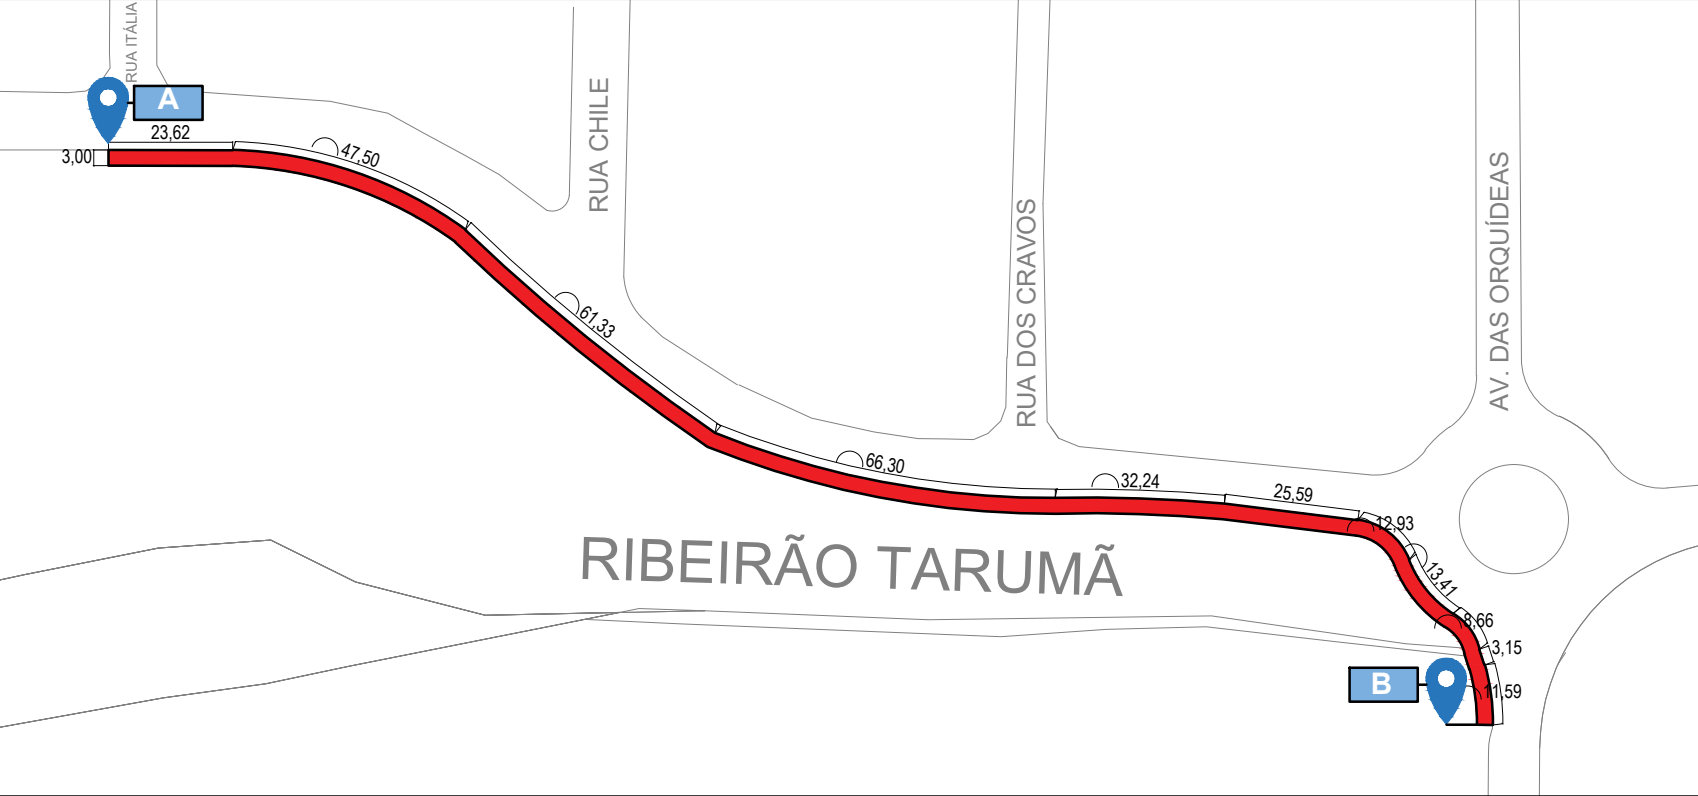 RUA ITÁLIA
A
23,62
3,00
47,50
RUA CHILE
61,33
RUA DOS CRAVOS
AV. DAS ORQUÍDEAS
66,30
32,24
25,59
12,93
13,41
8,66
3,15
11,59
RIBEIRÃO TARUMÃ
B